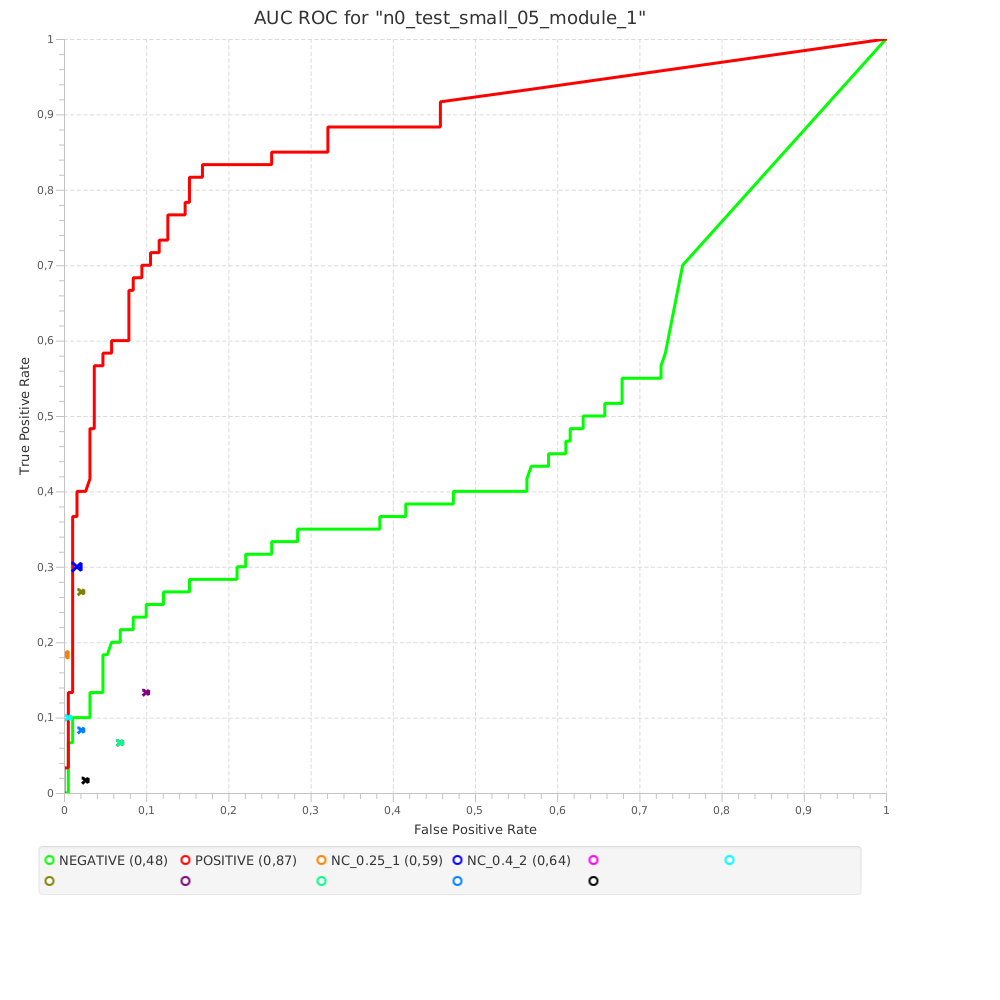 AUC ROC for "n0_test_small_05_module_1"
1
0,9
0,8
0,7
0,6
0,5
0,4
0,3
0,2
0,1
0
True Positive Rate
0 0,1 0,2 0,3 0,4 0,5 0,6 0,7 0,8 0,9 1
False Positive Rate
NEGATIVE (0,48) POSITIVE (0,87) NC_0.25_1 (0,59) NC_0.4_2 (0,64)